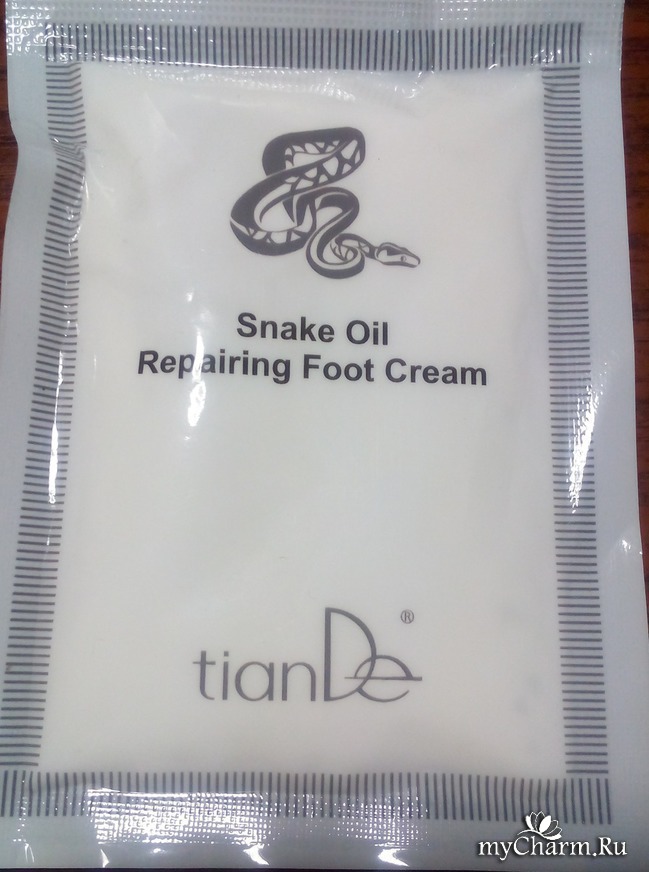 Snake Oil
Repairing Foot Cream
tianDe®
myCharm.Ru